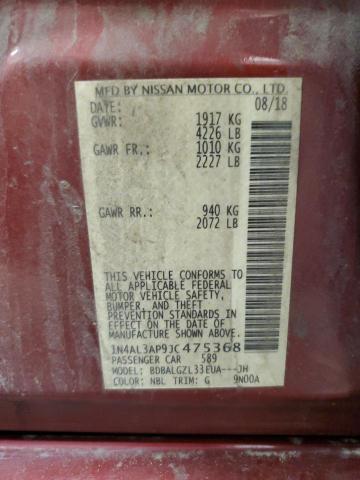 MFD BY NISSAN MOTOR CO., LTD.
DATE: 08/18
GVWR: 1917 KG
4226 LB
GAWR FR.: 1010 KG
2227 LB
GAWR RR.: 940 KG
2072 LB
THIS VEHICLE CONFORMS TO
ALL APPLICABLE FEDERAL
MOTOR VEHICLE SAFETY,
BUMPER, AND THEFT
PREVENTION STANDARDS IN
EFFECT ON THE DATE OF
MANUFACTURE SHOWN ABOVE.
1N4AL3AP9JC475368
PASSENGER CAR 589
MODEL: BDBALGZL33EUA---JH
COLOR: NBL TRIM: G 9N00A